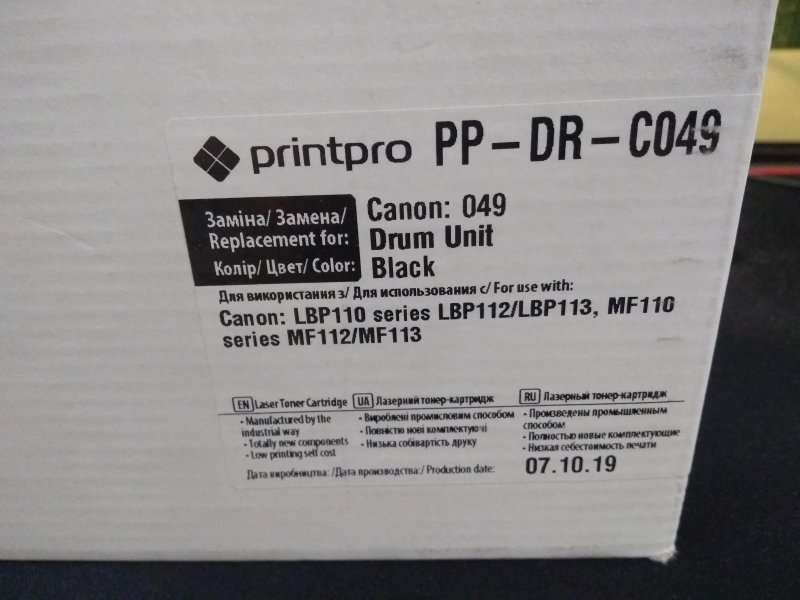 printpro PP-DR-C049
Заміна/ Замена/
Replacement for:
Canon: 049
Drum Unit
Колір/ Цвет/ Color:
Black
Для використання з/ Для использования с/ For use with:
Canon: LBP110 series LBP112/LBP113, MF110
series MF112/MF113
EN Laser Toner Cartridge
• Manufactured by the
industrial way
• Totally new components
• Low printing self cost
UA Лазерний тонер-картридж
• Вироблені промисловим способом
• Повністю нові комплектуючі
• Низька собівартість друку
RU Лазерный тонер-картридж
• Произведены промышленным
способом
• Полностью новые комплектующие
• Низкая себестоимость печати
Дата виробництва: /Дата производства:/ Production date:
07.10.19